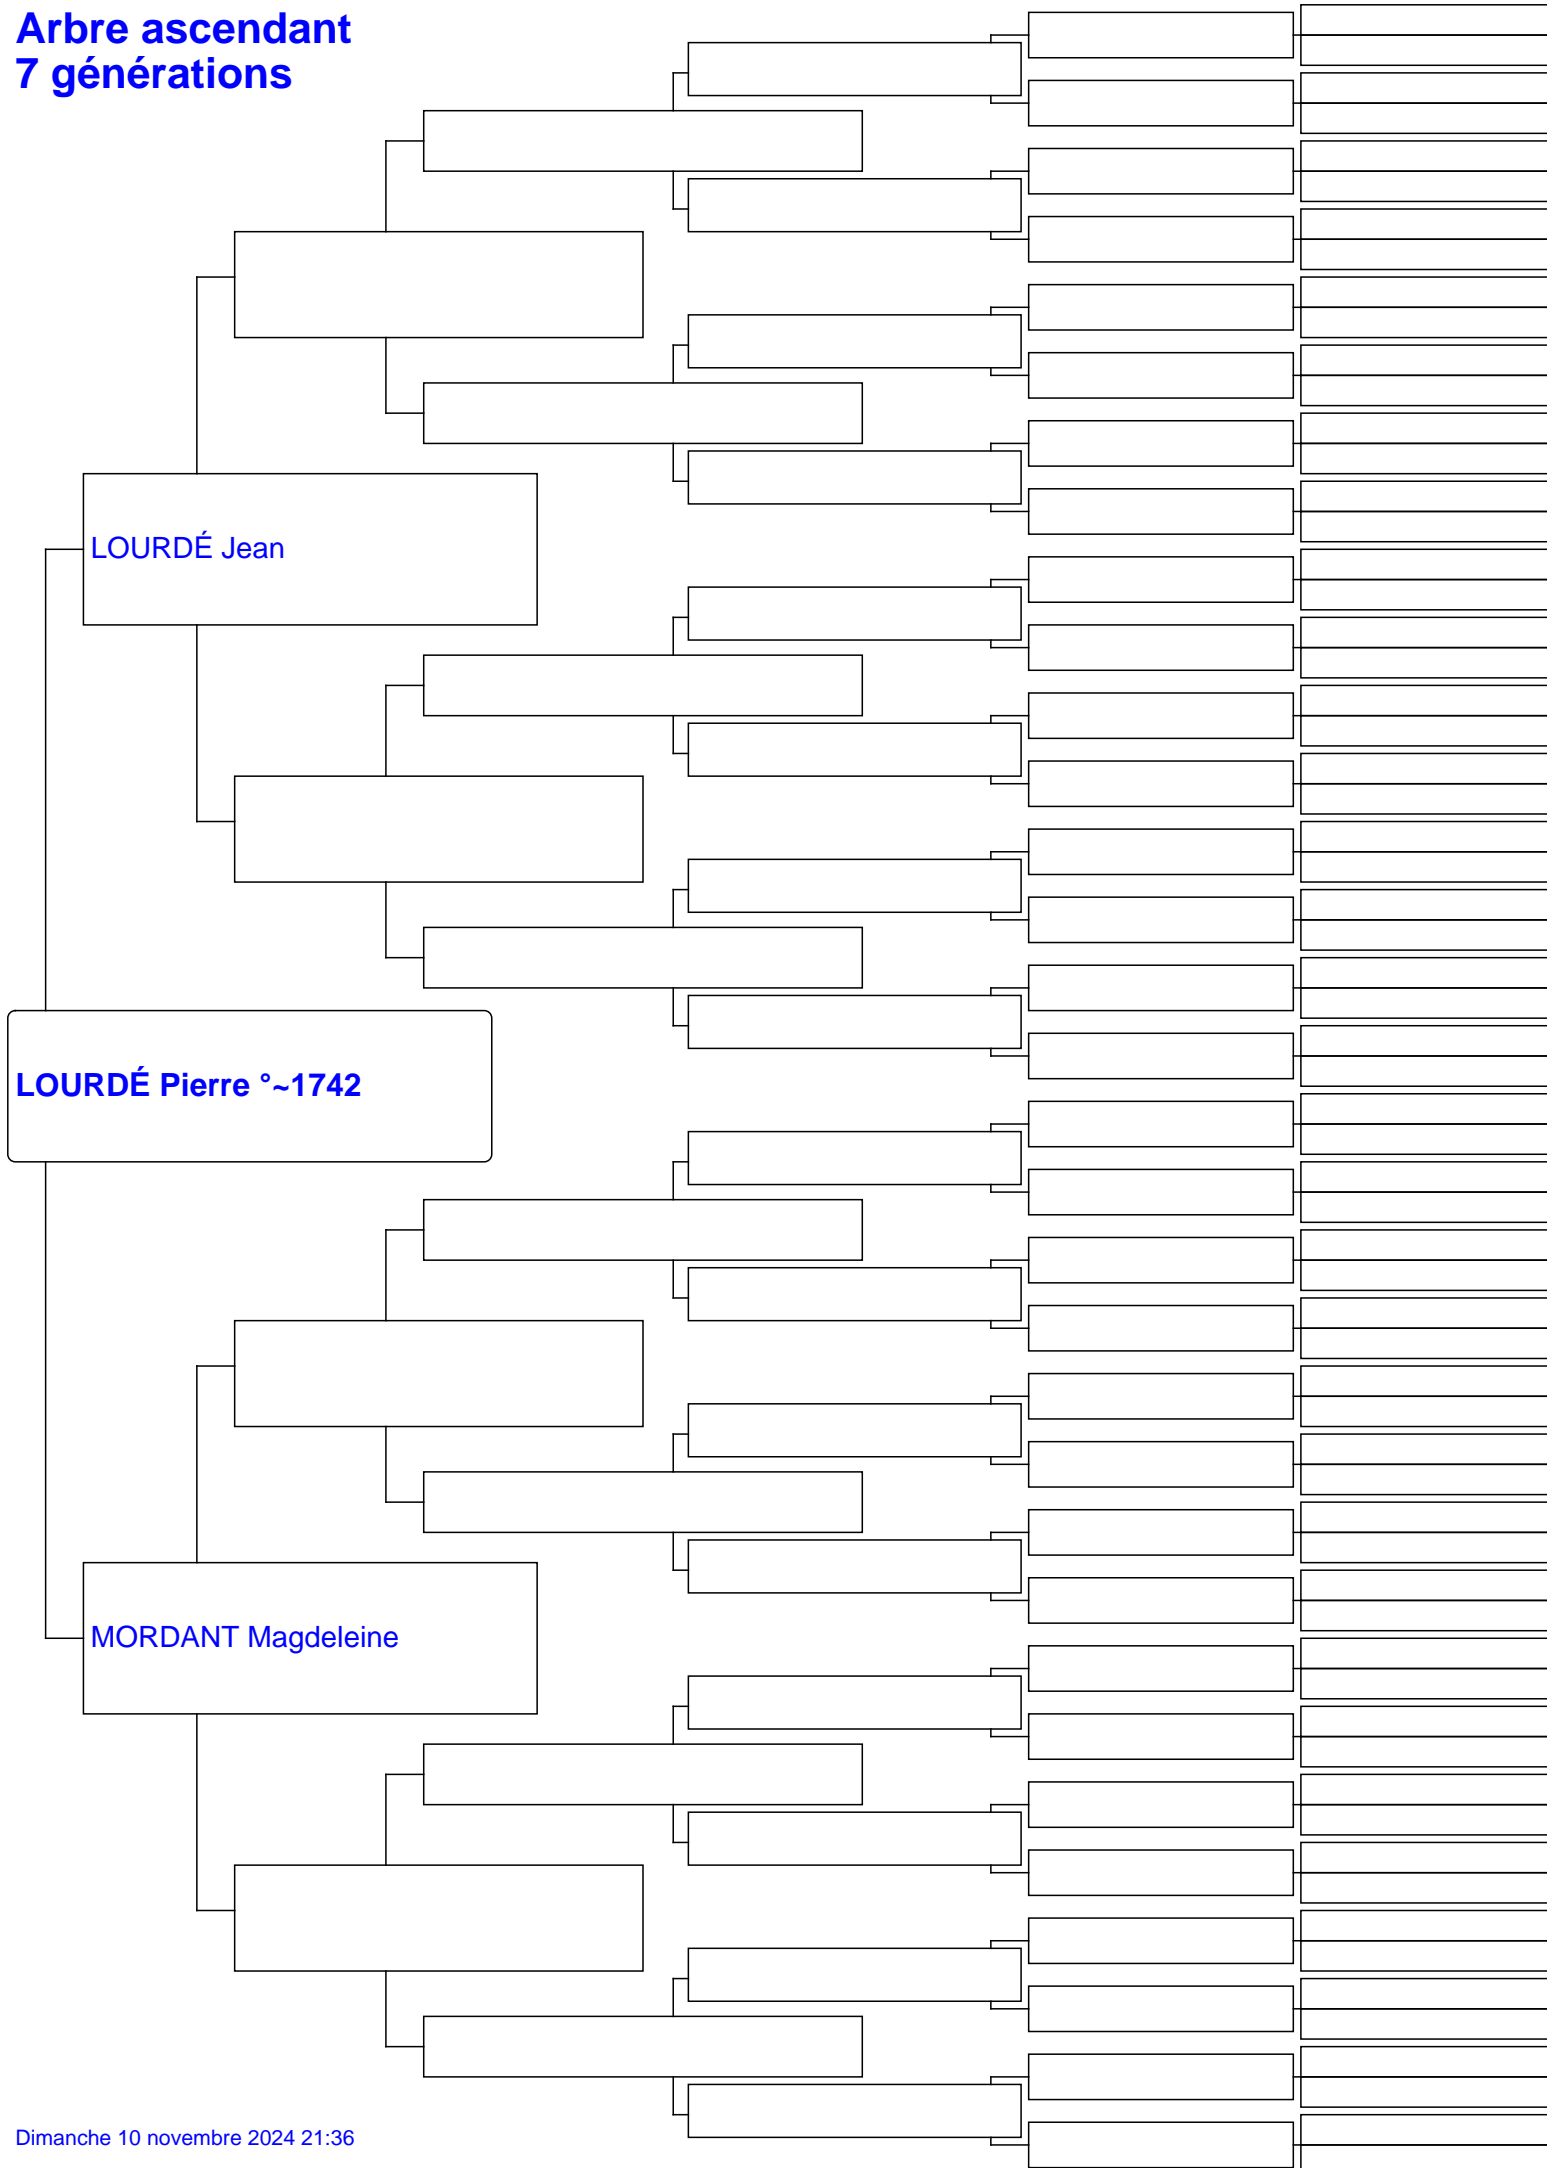 Arbre ascendant
7 générations
LOURDÉ Jean
LOURDÉ Pierre °~1742
MORDANT Magdeleine
Dimanche 10 novembre 2024 21:36